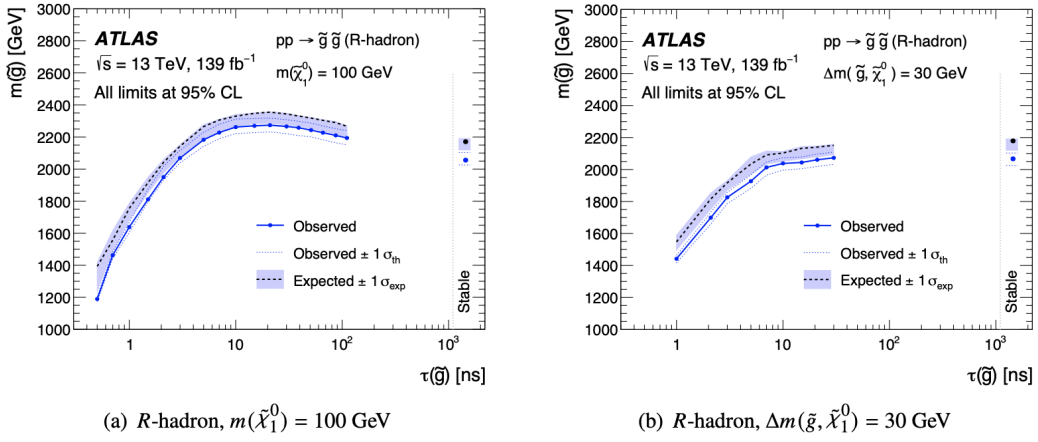 m(g̃) [GeV]
3000
2800
2600
2400
2200
2000
1800
1600
1400
1200
1000
ATLAS
√s = 13 TeV, 139 fb⁻¹
All limits at 95% CL
pp → g̃ g̃ (R-hadron)
m(χ̃₁⁰) = 100 GeV
Observed
Observed ± 1 σth
Expected ± 1 σexp
Stable
1
10
10²
10³
τ(g̃) [ns]
(a) R-hadron, m(χ̃₁⁰) = 100 GeV
m(g̃) [GeV]
3000
2800
2600
2400
2200
2000
1800
1600
1400
1200
1000
ATLAS
√s = 13 TeV, 139 fb⁻¹
All limits at 95% CL
pp → g̃ g̃ (R-hadron)
Δm( g̃, χ̃₁⁰ ) = 30 GeV
Observed
Observed ± 1 σth
Expected ± 1 σexp
Stable
1
10
10²
10³
τ(g̃) [ns]
(b) R-hadron, Δm(g̃, χ̃₁⁰) = 30 GeV